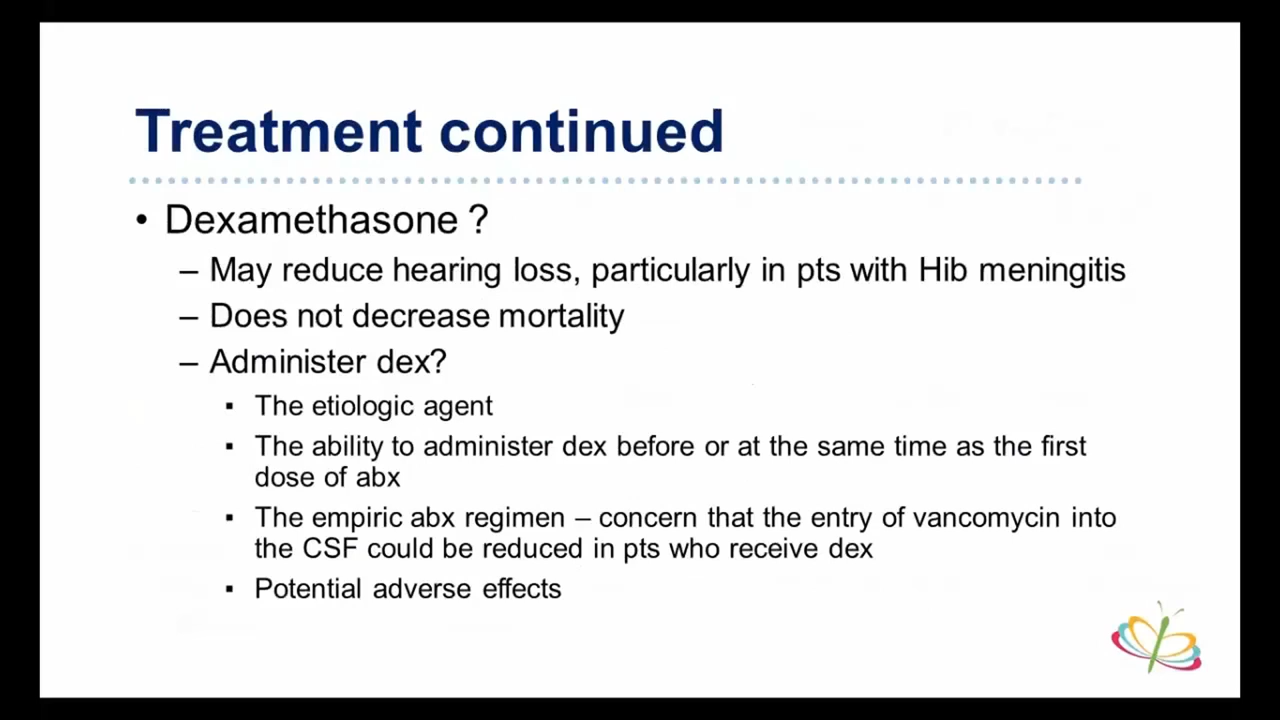 Treatment continued
• Dexamethasone ?
– May reduce hearing loss, particularly in pts with Hib meningitis
– Does not decrease mortality
– Administer dex?
▪ The etiologic agent
▪ The ability to administer dex before or at the same time as the first
dose of abx
▪ The empiric abx regimen – concern that the entry of vancomycin into
the CSF could be reduced in pts who receive dex
▪ Potential adverse effects